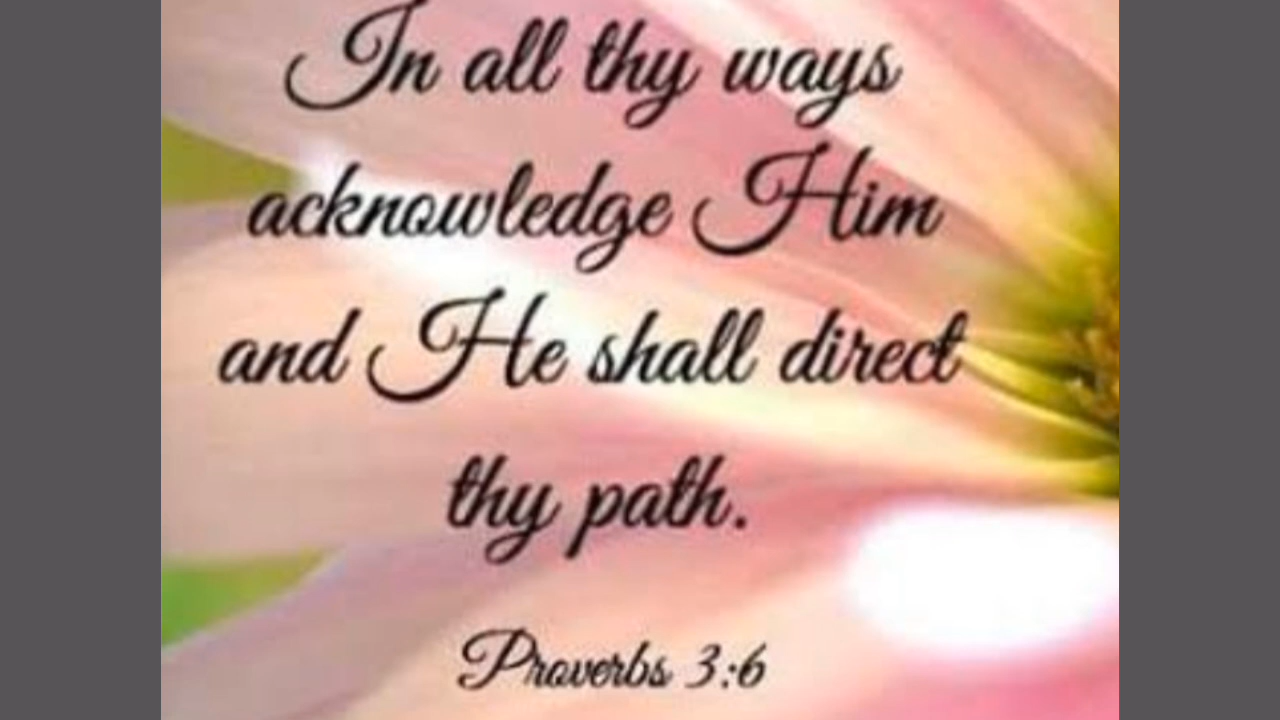 In all thy ways
acknowledge Him
and He shall direct
thy path.
Proverbs 3:6